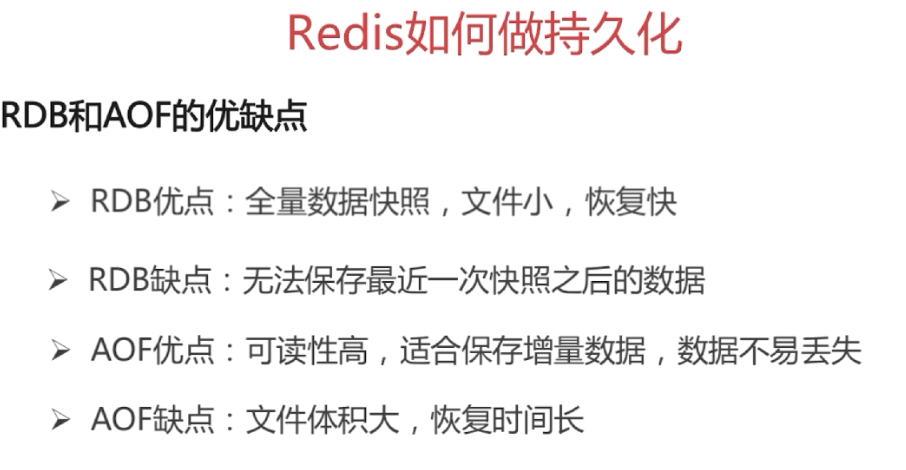 Redis如何做持久化
RDB和AOF的优缺点
➢ RDB优点：全量数据快照，文件小，恢复快
➢ RDB缺点：无法保存最近一次快照之后的数据
➢ AOF优点：可读性高，适合保存增量数据，数据不易丢失
➢ AOF缺点：文件体积大，恢复时间长